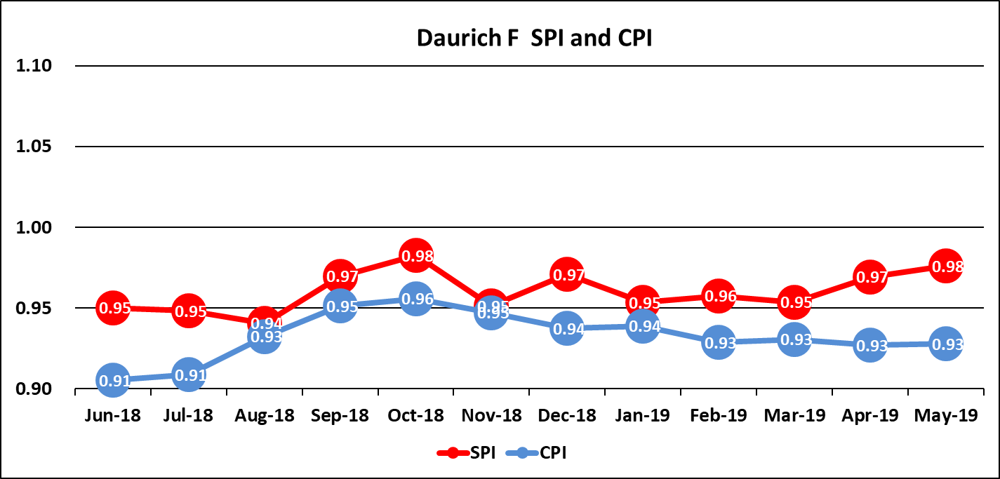 Daurich F  SPI and CPI
1.10
1.05
1.00
0.95
0.90
0.95 0.95 0.94 0.97 0.98 0.95 0.97 0.95 0.96 0.95 0.97 0.98
0.91 0.91 0.93 0.95 0.96 0.95 0.94 0.94 0.93 0.93 0.93 0.93
Jun-18 Jul-18 Aug-18 Sep-18 Oct-18 Nov-18 Dec-18 Jan-19 Feb-19 Mar-19 Apr-19 May-19
SPI CPI